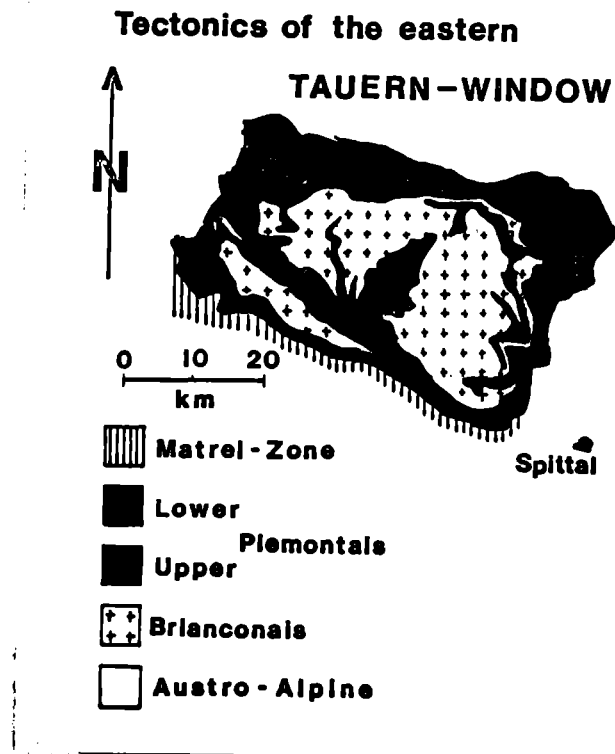 Tectonics of the eastern
TAUERN-WINDOW
N
0 10 20
km
Spittal
Matrei-Zone
Lower
Piemontais
Upper
Brianconais
Austro-Alpine